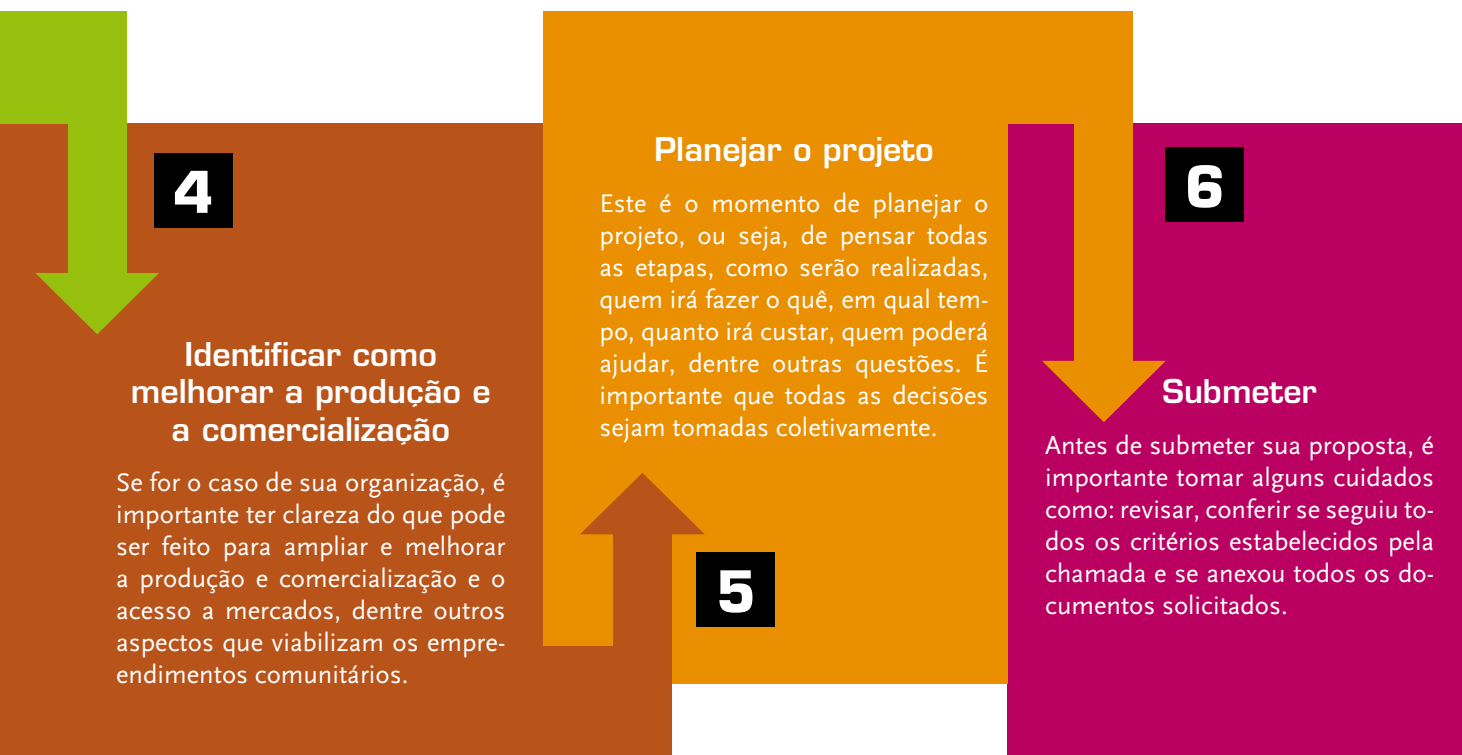 4
Identificar como
melhorar a produção e
a comercialização
Se for o caso de sua organização, é
importante ter clareza do que pode
ser feito para ampliar e melhorar
a produção e comercialização e o
acesso a mercados, dentre outros
aspectos que viabilizam os empre-
endimentos comunitários.
Planejar o projeto
Este é o momento de planejar o
projeto, ou seja, de pensar todas
as etapas, como serão realizadas,
quem irá fazer o quê, em qual tem-
po, quanto irá custar, quem poderá
ajudar, dentre outras questões. É
importante que todas as decisões
sejam tomadas coletivamente.
5
6
Submeter
Antes de submeter sua proposta, é
importante tomar alguns cuidados
como: revisar, conferir se seguiu to-
dos os critérios estabelecidos pela
chamada e se anexou todos os do-
cumentos solicitados.